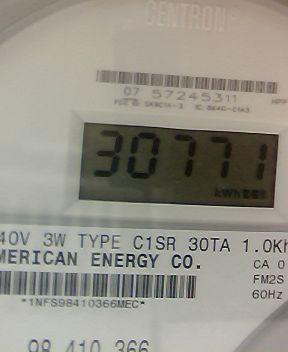 CENTRON
07 57245311
30771
kWh
40V 3W TYPE C1SR 30TA 1.0Kh
MERICAN ENERGY CO.
CA 0
FM2S
60Hz
*1NFS98410366MEC*
98 410 366